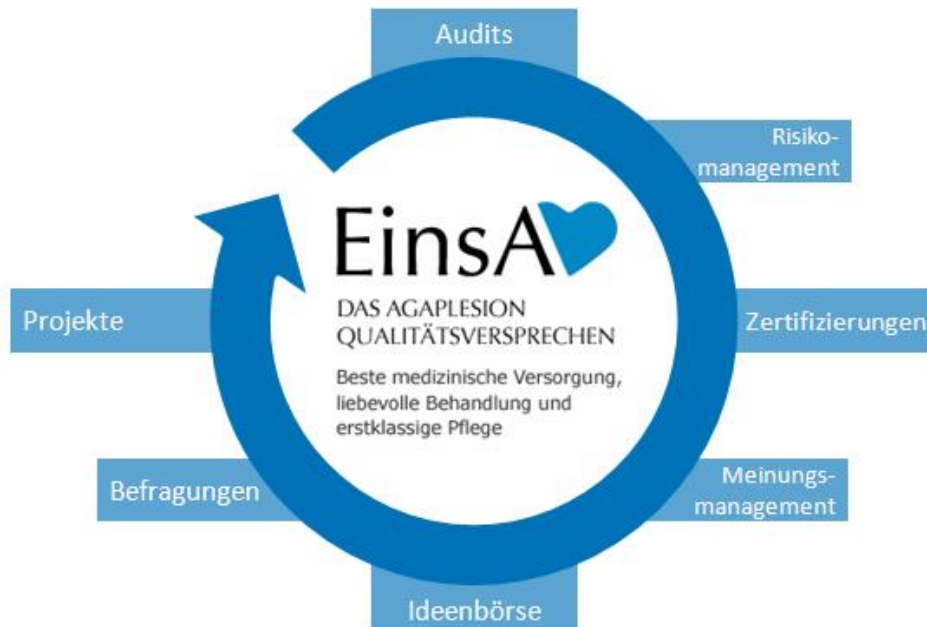 Audits
Risiko-
management
Zertifizierungen
Meinungs-
management
Ideenbörse
Befragungen
Projekte
EinsA
DAS AGAPLESION
QUALITÄTSVERSPRECHEN
Beste medizinische Versorgung,
liebevolle Behandlung und
erstklassige Pflege